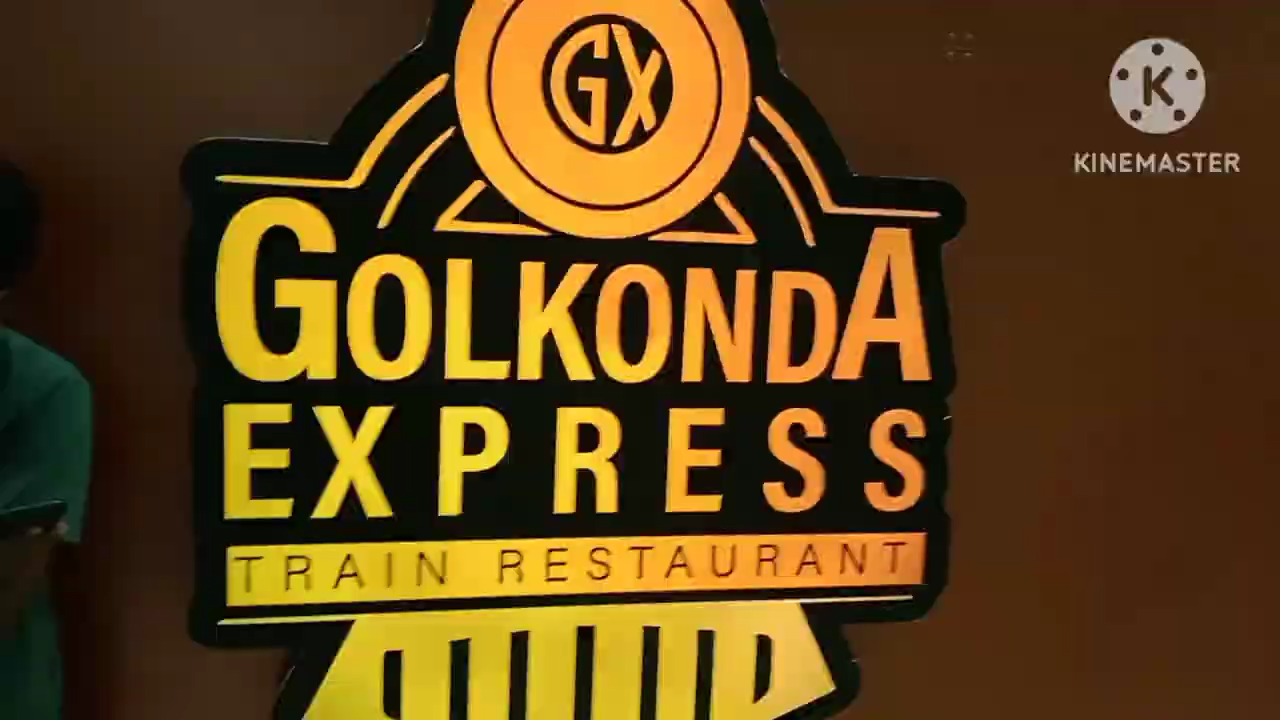 GX
GOLKONDA
EXPRESS
TRAIN RESTAURANT
K
KINEMASTER